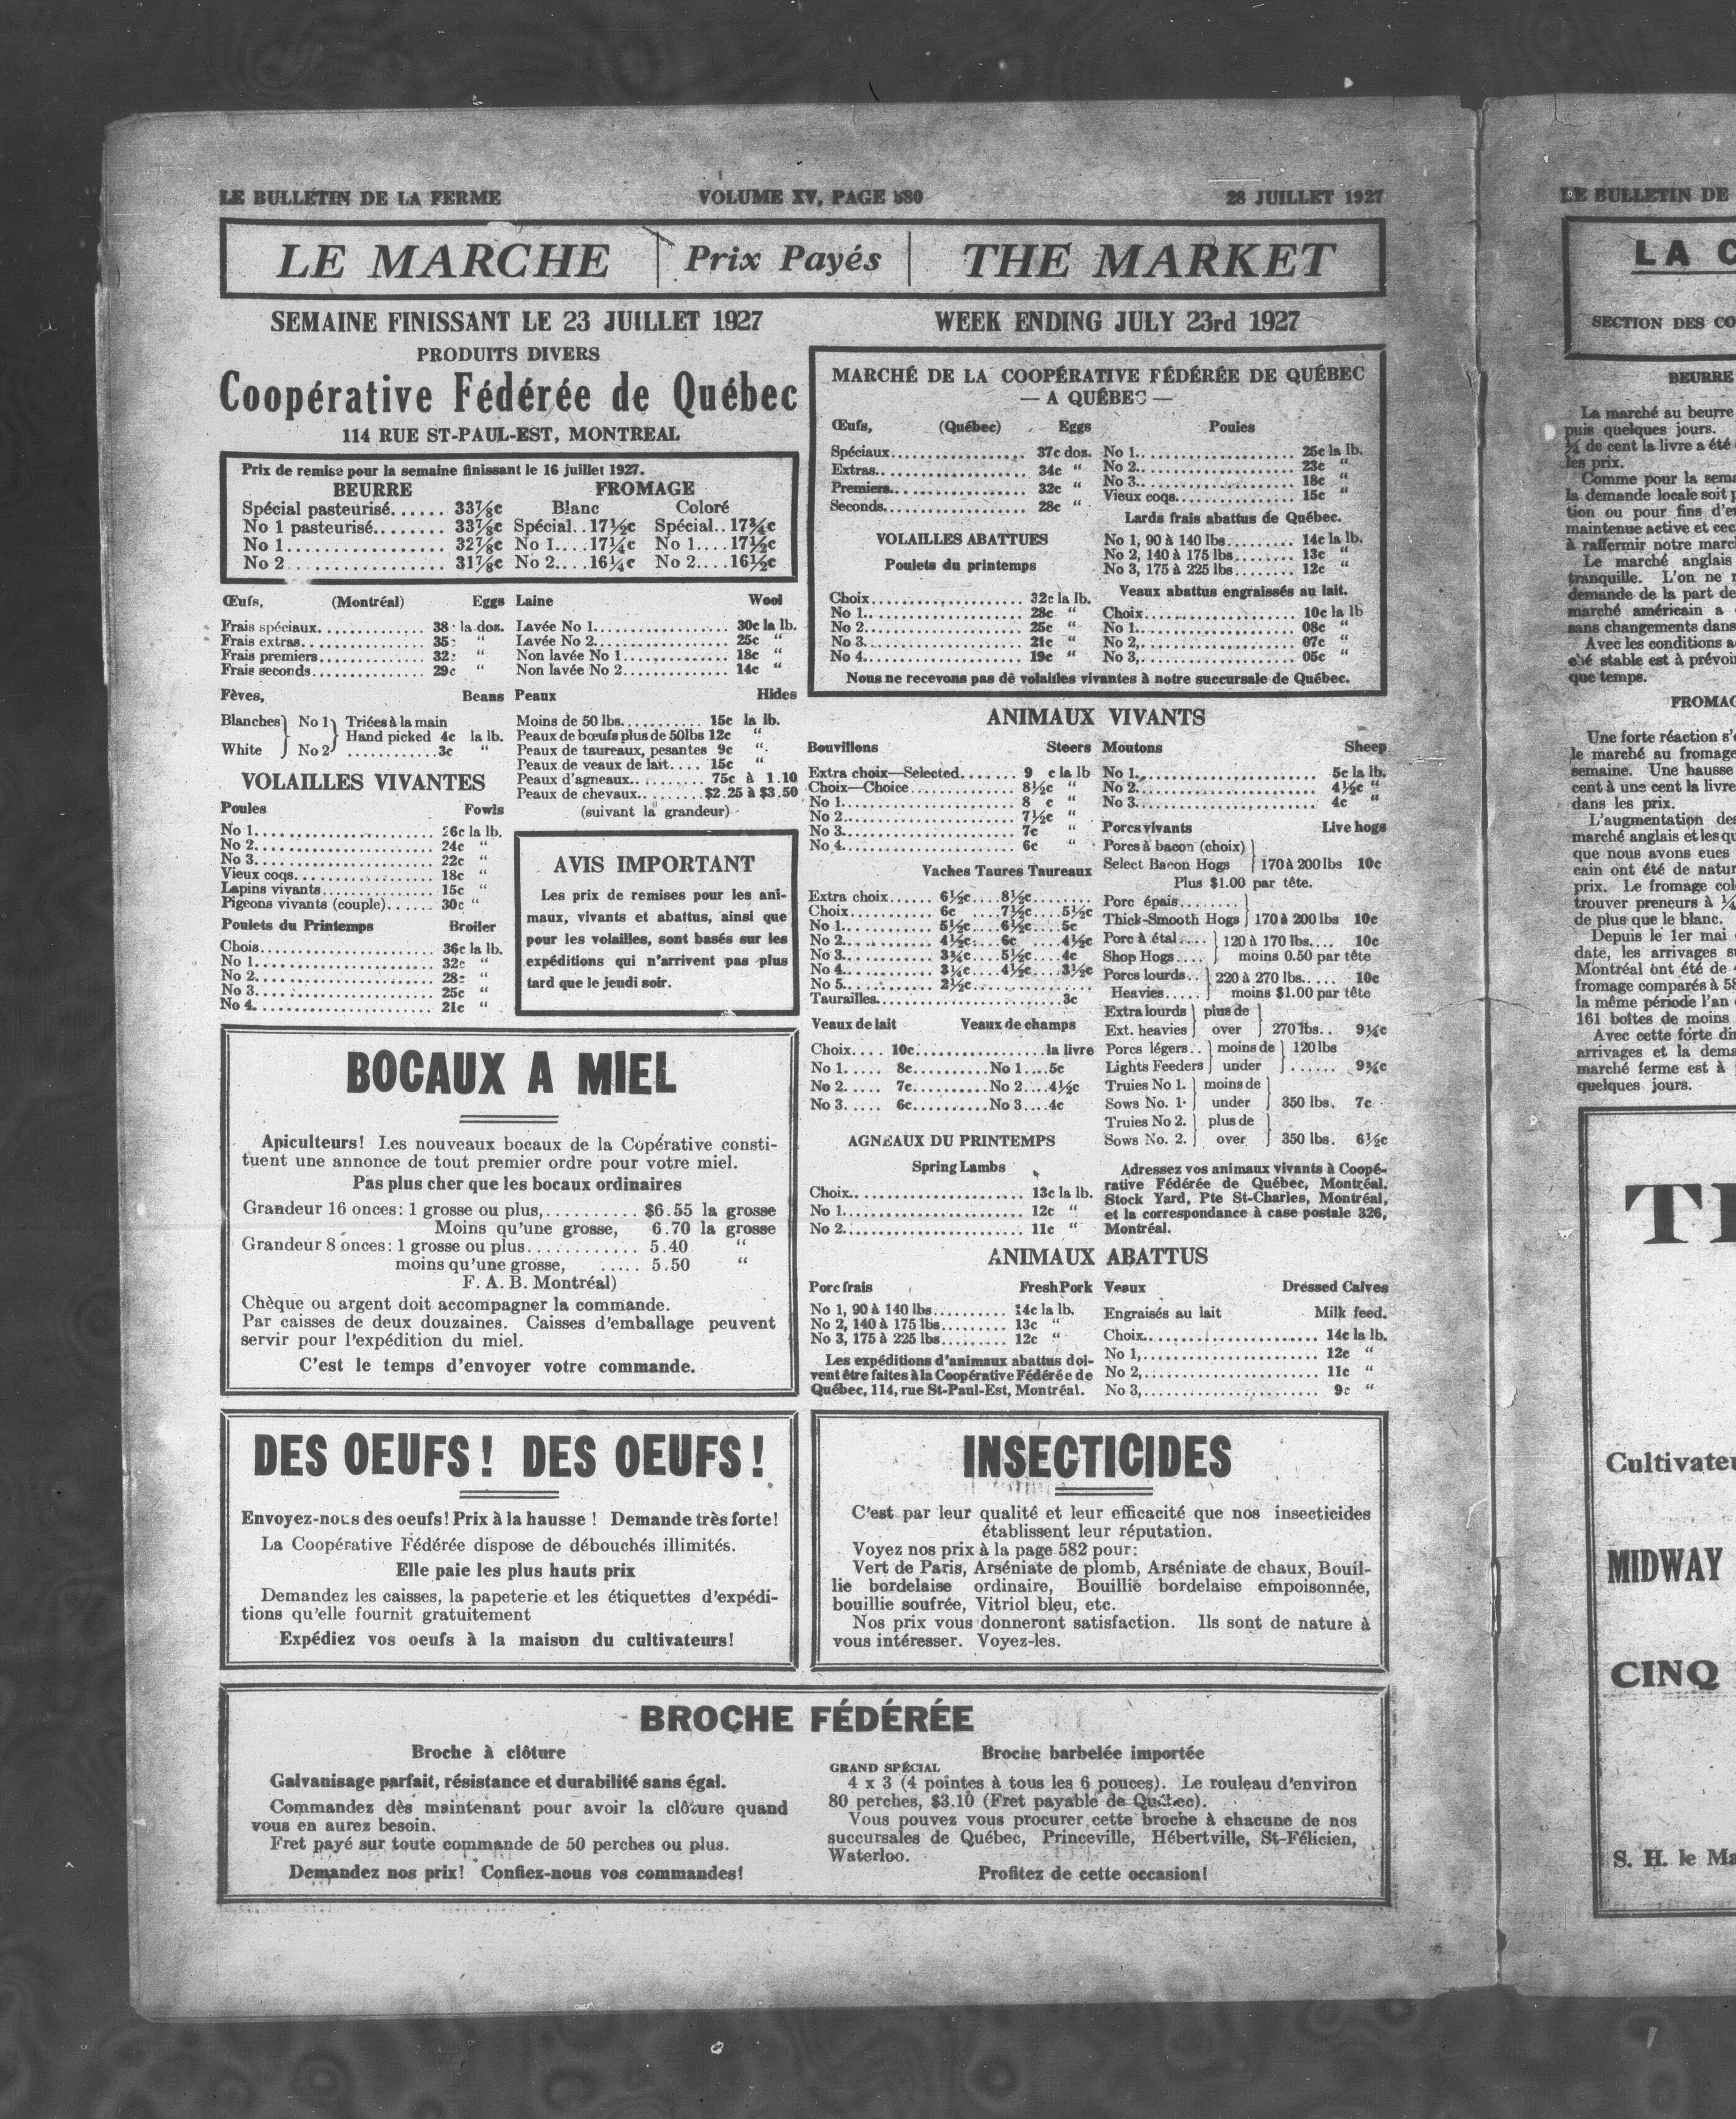 LE BULLETIN DE LA FERME VOLUME XV, PAGE 580 28 JUILLET 1927
LE MARCHE Prix Payés THE MARKET
SEMAINE FINISSANT LE 23 JUILLET 1927 WEEK ENDING JULY 23rd 1927
PRODUITS DIVERS
Coopérative Fédérée de Québec
114 RUE ST-PAUL-EST, MONTREAL
Prix de remise pour la semaine finissant le 16 juillet 1927.
BEURRE FROMAGE
Spécial pasteurisé...... 33⅞c Blanc Coloré
No 1 pasteurisé........ 33⅞c Spécial..17½c Spécial..17¾c
No 1................. 32⅞c No 1....17¼c No 1....17½c
No 2................. 31⅞c No 2....16¼c No 2....16½c
Œufs, (Montréal) Eggs
Frais spéciaux............... 38 la doz.
Frais extras................. 35 “
Frais premiers............... 32 “
Frais seconds................ 29c “
Fèves, Beans
Blanches} No 1} Triées à la main
Hand picked 4c la lb.
White } No 2 ............3c “
VOLAILLES VIVANTES
Poules Fowls
No 1......................... 26c la lb.
No 2......................... 24c “
No 3......................... 22c “
Vieux coqs................... 18c “
Lapins vivants............... 15c “
Pigeons vivants (couple)...... 30c “
Poulets du Printemps Broiler
Chois........................ 36c la lb.
No 1......................... 32c “
No 2......................... 28c “
No 3......................... 25c “
No 4......................... 21c “
Laine Wool
Lavée No 1................... 30c la lb.
Lavée No 2................... 25c “
Non lavée No 1............... 18c “
Non lavée No 2............... 14c “
Peaux Hides
Moins de 50 lbs........... 15c la lb.
Peaux de bœufs plus de 50lbs 12c “
Peaux de taureaux, pesantes 9c “
Peaux de veaux de lait.... 15c “
Peaux d'agneaux.......... 75c à 1.10
Peaux de chevaux......... $2.25 à $3.50
(suivant la grandeur)
AVIS IMPORTANT
Les prix de remises pour les ani-
maux, vivants et abattus, ainsi que
pour les volailles, sont basés sur les
expéditions qui n'arrivent pas plus
tard que le jeudi soir.
BOCAUX A MIEL
Apiculteurs! Les nouveaux bocaux de la Copérative consti-
tuent une annonce de tout premier ordre pour votre miel.
Pas plus cher que les bocaux ordinaires
Grandeur 16 onces: 1 grosse ou plus,.......... $6.55 la grosse
Moins qu'une grosse, 6.70 la grosse
Grandeur 8 onces: 1 grosse ou plus............ 5.40 “
moins qu'une grosse, ..... 5.50 “
F. A. B. Montréal)
Chèque ou argent doit accompagner la commande.
Par caisses de deux douzaines. Caisses d'emballage peuvent
servir pour l'expédition du miel.
C'est le temps d'envoyer votre commande.
MARCHÉ DE LA COOPÉRATIVE FÉDÉRÉE DE QUÉBEC
— A QUÉBEC —
Œufs, (Québec) Eggs
Spéciaux..................... 37c doz.
Extras....................... 34c “
Premiers..................... 32c “
Seconds...................... 28c “
VOLAILLES ABATTUES
Poulets du printemps
Choix........................ 32c la lb.
No 1......................... 28c “
No 2......................... 25c “
No 3......................... 21c “
No 4......................... 19c “
Poules
No 1......................... 25c la lb.
No 2......................... 23c “
No 3......................... 18c “
Vieux coqs................... 15c “
Lards frais abattus de Québec.
No 1, 90 à 140 lbs.......... 14c la lb.
No 2, 140 à 175 lbs......... 13c “
No 3, 175 à 225 lbs......... 12c “
Veaux abattus engraissés au lait.
Choix........................ 10c la lb
No 1......................... 08c “
No 2,........................ 07c “
No 3,........................ 05c “
Nous ne recevons pas de volailles vivantes à notre succursale de Québec.
ANIMAUX VIVANTS
Bouvillons Steers
Extra choix—Selected....... 9 c la lb
Choix—Choice.............. 8½c “
No 1....................... 8 c “
No 2....................... 7½c “
No 3....................... 7c “
No 4....................... 6c “
Vaches Taures Taureaux
Extra choix...... 6½c ...8½c........
Choix............ 6c ...7½c....5½c
No 1............. 5½c....6½c....5c
No 2............. 4½c....6c ....4½c
No 3............. 3¾c....5½c....4c
No 4............. 3¼c....4½c....3½c
No 5............. 2½c...
Taurailles.........................3c
Veaux de lait Veaux de champs
Choix.... 10c..................la livre
No 1..... 8c..........No 1....5c
No 2..... 7c..........No 2....4½c
No 3..... 6c..........No 3....4c
AGNEAUX DU PRINTEMPS
Spring Lambs
Choix........................ 13c la lb.
No 1......................... 12c “
No 2......................... 11c “
Moutons Sheep
No 1......................... 5c la lb.
No 2......................... 4½c “
No 3......................... 4c “
Porcs vivants Live hogs
Porcs à bacon (choix) }
Select Bacon Hogs } 170 à 200 lbs 10c
Plus $1.00 par tête.
Porc épais........ }
Thick-Smooth Hogs } 170 à 200 lbs 10c
Porc à étal.... } 120 à 170 lbs.... 10c
Shop Hogs.... } moins 0.50 par tête
Porcs lourds.. } 220 à 270 lbs..... 10c
Heavies..... } moins $1.00 par tête
Extra lourds } plus de }
Ext. heavies } over } 270 lbs.. 9¼c
Porcs légers.. } moins de } 120 lbs
Lights Feeders } under } ...... 9¾c
Truies No 1. } moins de }
Sows No. 1 } under } 350 lbs. 7c
Truies No 2. } plus de }
Sows No. 2. } over } 350 lbs. 6½c
Adressez vos animaux vivants à Coopé-
rative Fédérée de Québec, Montréal.
Stock Yard, Pte St-Charles, Montréal,
et la correspondance à case postale 326,
Montréal.
ANIMAUX ABATTUS
Porc frais Fresh Pork
No 1, 90 à 140 lbs.......... 14c la lb.
No 2, 140 à 175 lbs......... 13c “
No 3, 175 à 225 lbs......... 12c “
Les expéditions d'animaux abattus doi-
vent être faites à la Coopérative Fédérée de
Québec, 114, rue St-Paul-Est, Montréal.
Veaux Dressed Calves
Engraisés au lait Milk feed.
Choix........................ 14c la lb.
No 1,........................ 12c “
No 2,........................ 11c “
No 3,........................ 9c “
DES OEUFS! DES OEUFS!
Envoyez-nous des oeufs! Prix à la hausse! Demande très forte!
La Coopérative Fédérée dispose de débouchés illimités.
Elle paie les plus hauts prix
Demandez les caisses, la papeterie et les étiquettes d'expédi-
tions qu'elle fournit gratuitement
Expédiez vos oeufs à la maison du cultivateurs!
INSECTICIDES
C'est par leur qualité et leur efficacité que nos insecticides
établissent leur réputation.
Voyez nos prix à la page 582 pour:
Vert de Paris, Arséniate de plomb, Arséniate de chaux, Bouil-
lie bordelaise ordinaire, Bouillie bordelaise empoisonnée,
bouillie soufrée, Vitriol bleu, etc.
Nos prix vous donneront satisfaction. Ils sont de nature à
vous intéresser. Voyez-les.
BROCHE FÉDÉRÉE
Broche à clôture
Galvanisage parfait, résistance et durabilité sans égal.
Commandez dès maintenant pour avoir la clôture quand
vous en aurez besoin.
Fret payé sur toute commande de 50 perches ou plus.
Demandez nos prix! Confiez-nous vos commandes!
Broche barbelée importée
GRAND SPÉCIAL
4 x 3 (4 pointes à tous les 6 pouces). Le rouleau d'environ
80 perches, $3.10 (Fret payable de Québec).
Vous pouvez vous procurer cette broche à chacune de nos
succursales de Québec, Princeville, Hébertville, St-Félicien,
Waterloo.
Profitez de cette occasion!
LE BULLETIN DE
LA C
SECTION DES CO
BEURRE
La marché au beurre
puis quelques jours.
¼ de cent la livre a été
les prix.
Comme pour la sema
la demande locale soit p
tion ou pour fins d'e
maintenue active et cec
à raffermir notre marc
Le marché anglais
tranquille. L'on ne r
demande de la part de
marché américain a
sans changements dans
Avec les conditions a
ché stable est à prévoi
que temps.
FROMAG
Une forte réaction s'e
le marché au fromage
semaine. Une hausse
cent à une cent la livre
dans les prix.
L'augmentation des
marché anglais et les qu
que nous avons eues
cain ont été de natur
prix. Le fromage col
trouver preneurs à ¼
de plus que le blanc.
Depuis le 1er mai
date, les arrivages su
Montréal ont été de
fromage comparés à 58
la même période l'an
161 boîtes de moins
Avec cette forte dim
arrivages et la dema
marché ferme est à
quelques jours.
TI
Cultivateu
MIDWAY
CINQ
S. H. le Ma